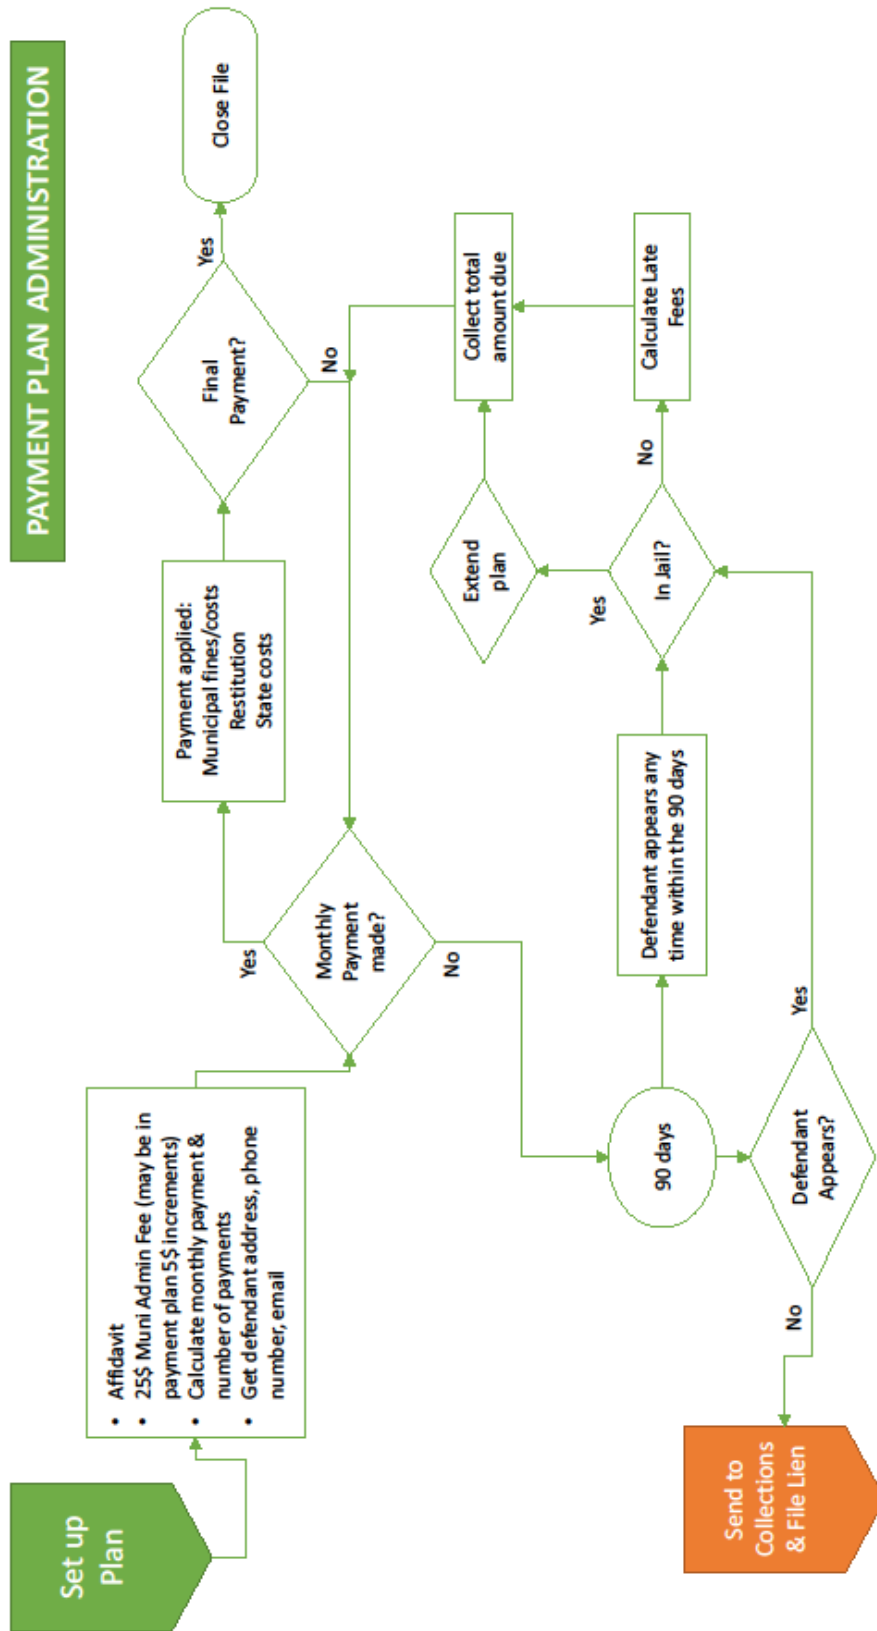 PAYMENT PLAN ADMINISTRATION
Set up
Plan
• Affidavit
• 25$ Muni Admin Fee (may be in
payment plan 5$ increments)
• Calculate monthly payment &
number of payments
• Get defendant address, phone
number, email
Monthly
Payment
made?
Yes
No
Payment applied:
Municipal fines/costs
Restitution
State costs
Final
Payment?
Yes
No
Close File
90 days
Defendant appears any
time within the 90 days
In Jail?
Yes
No
Extend
plan
Collect total
amount due
Calculate Late
Fees
Defendant
Appears?
Yes
No
Send to
Collections
& File Lien